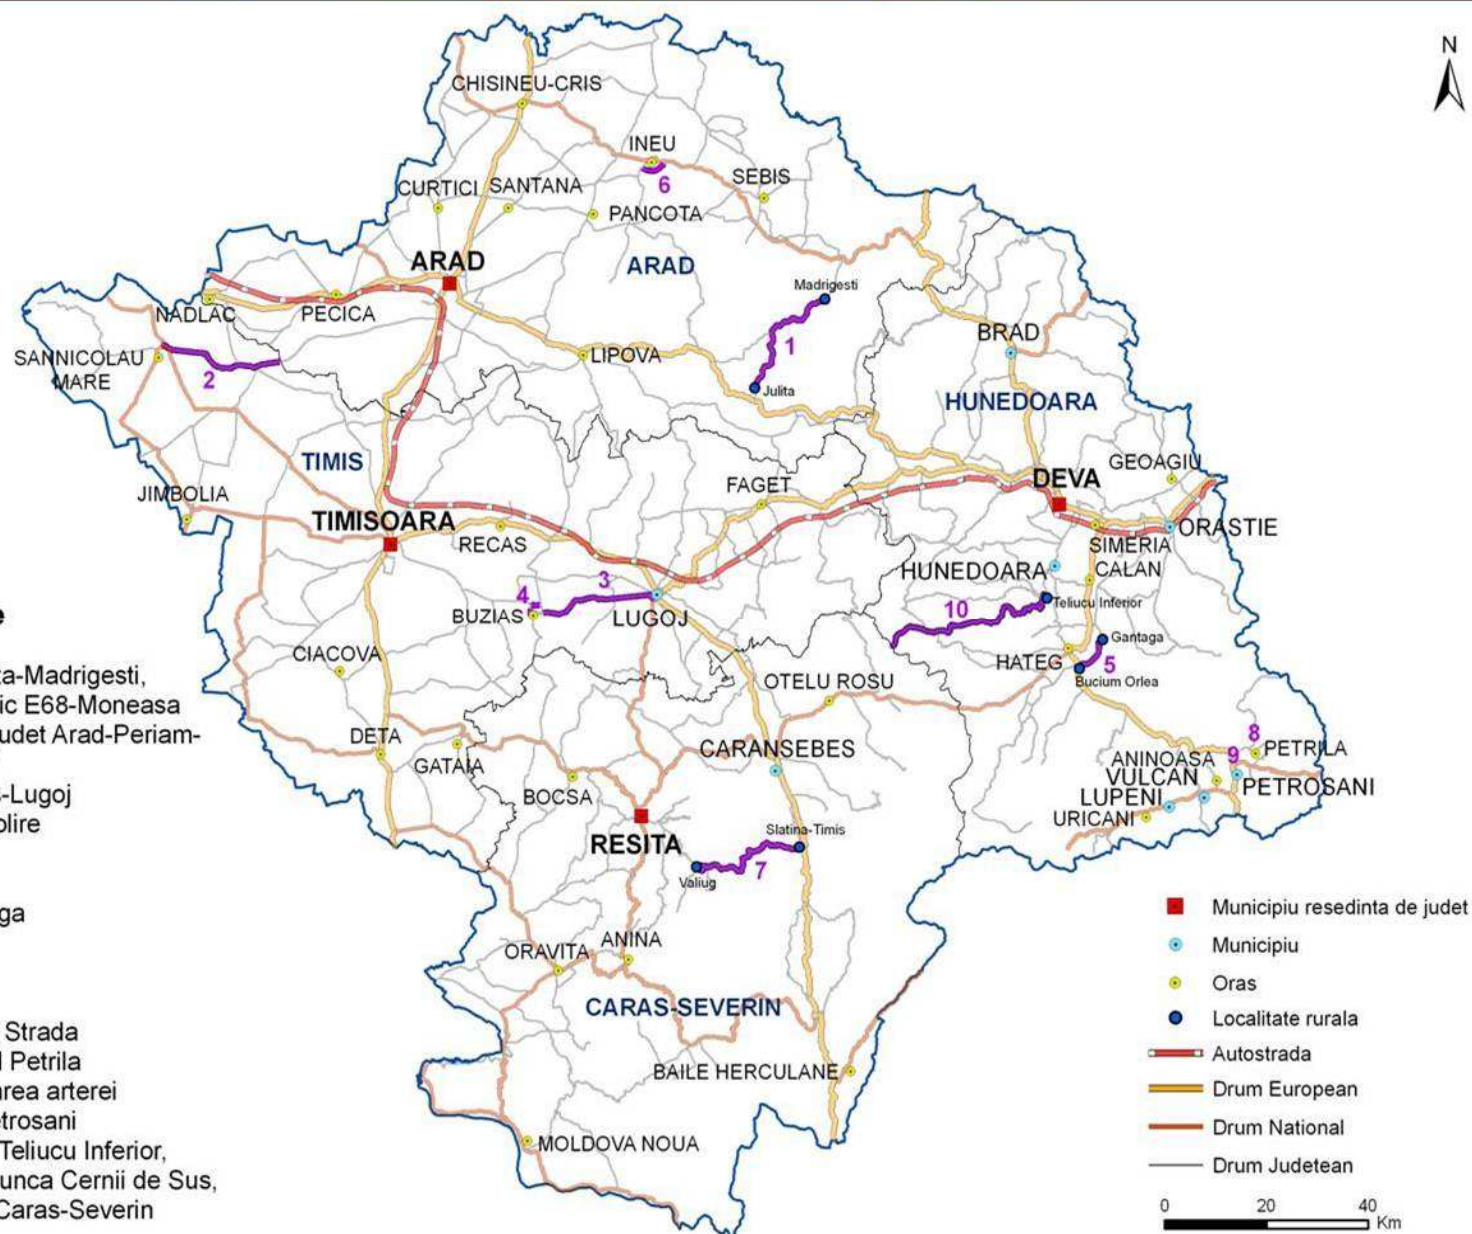 N
CHISINEU-CRIS
INEU
6
SEBIS
CURTICI
SANTANA
PANCOTA
ARAD
ARAD
Madrigesti
NADLAC
PECICA
BRAD
SANNICOLAU
MARE
2
LIPOVA
1
Julita
HUNEDOARA
TIMIS
GEOAGIU
JIMBOLIA
FAGET
DEVA
TIMISOARA
RECAS
ORASTIE
SIMERIA
CALAN
HUNEDOARA
3
4
BUZIAS
LUGOJ
10
Teliucu Inferior
Gantaga
CIACOVA
HATEG
5
Bucium Orlea
OTELU ROSU
DETA
GATAIA
CARANSEBES
8
PETRILA
9
ANINOASA
VULCAN
PETROSANI
LUPENI
URICANI
BOCSA
RESITA
Slatina-Timis
7
Valiug
ORAVITA
ANINA
CARAS-SEVERIN
BAILE HERCULANE
MOLDOVA NOUA
e
ta-Madrigesti,
ic E68-Moneasa
udet Arad-Periam-
s-Lugoj
olire
ga
Strada
l Petrila
area arterei
etrosani
Teliucu Inferior,
unca Cernii de Sus,
Caras-Severin
Municipiu resedinta de judet
Municipiu
Oras
Localitate rurala
Autostrada
Drum European
Drum National
Drum Judetean
0 20 40
Km